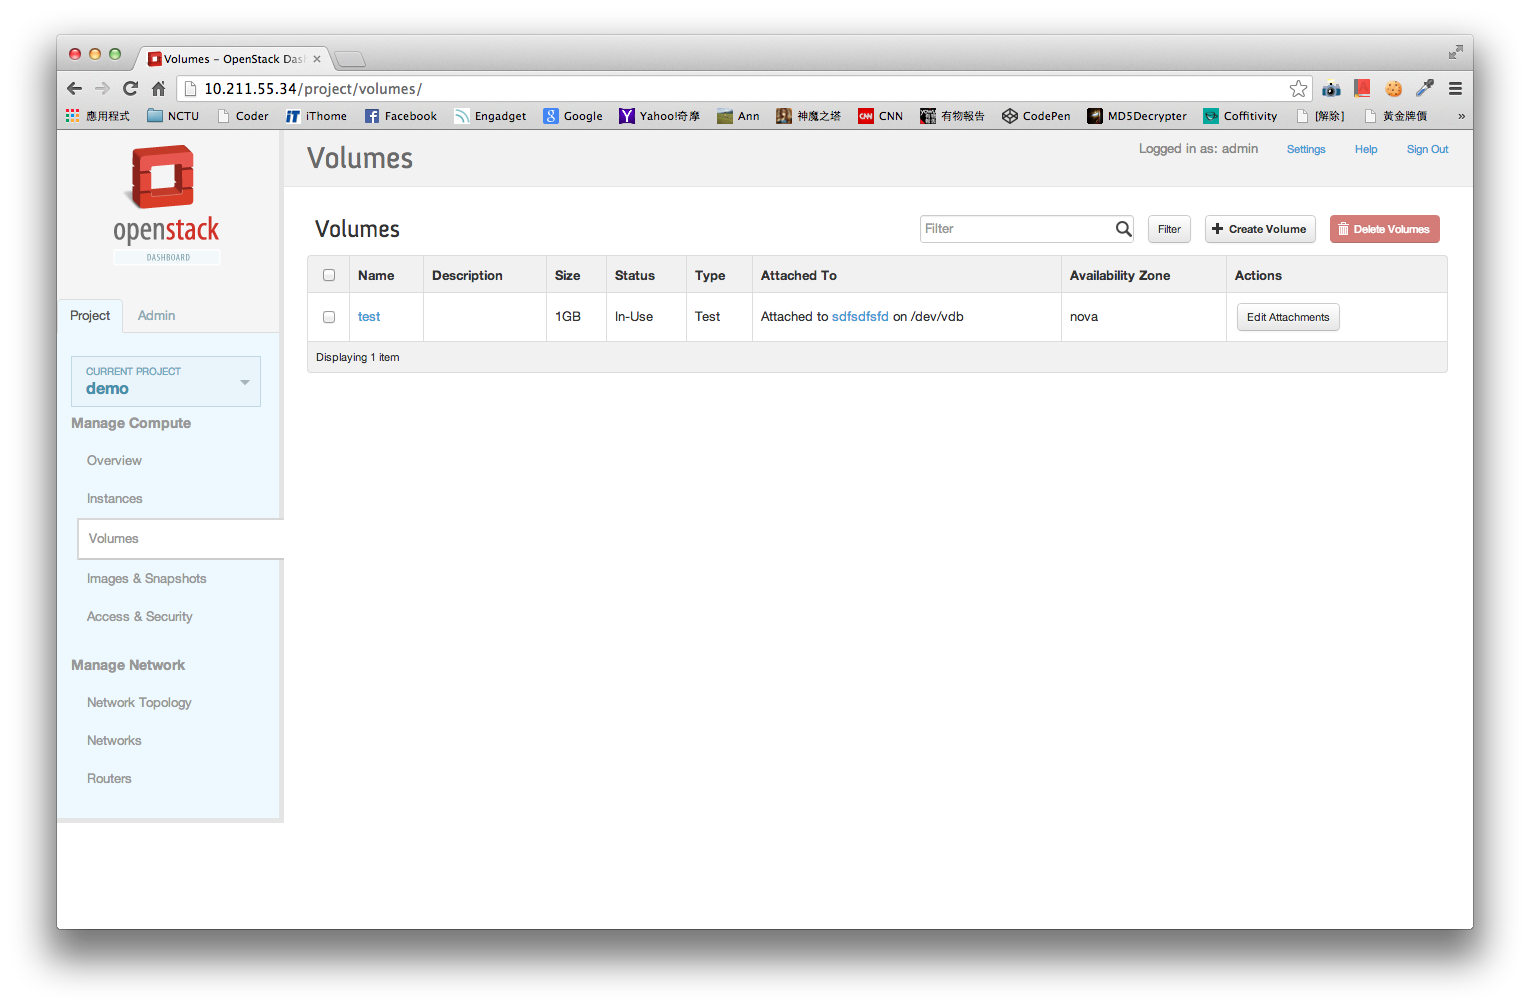 Volumes - OpenStack Das
10.211.55.34/project/volumes/
應用程式 NCTU Coder iThome Facebook Engadget Google Yahoo!奇摩 Ann 神魔之塔 CNN 有物報告 CodePen MD5Decrypter Coffitivity [解除] 黃金牌價 »
openstack
DASHBOARD
Project Admin
CURRENT PROJECT
demo
Manage Compute
Overview
Instances
Volumes
Images & Snapshots
Access & Security
Manage Network
Network Topology
Networks
Routers
Volumes
Logged in as: admin Settings Help Sign Out
Volumes
Filter Filter Create Volume Delete Volumes
Name Description Size Status Type Attached To Availability Zone Actions
test 1GB In-Use Test Attached to sdfsdfsfd on /dev/vdb nova Edit Attachments
Displaying 1 item